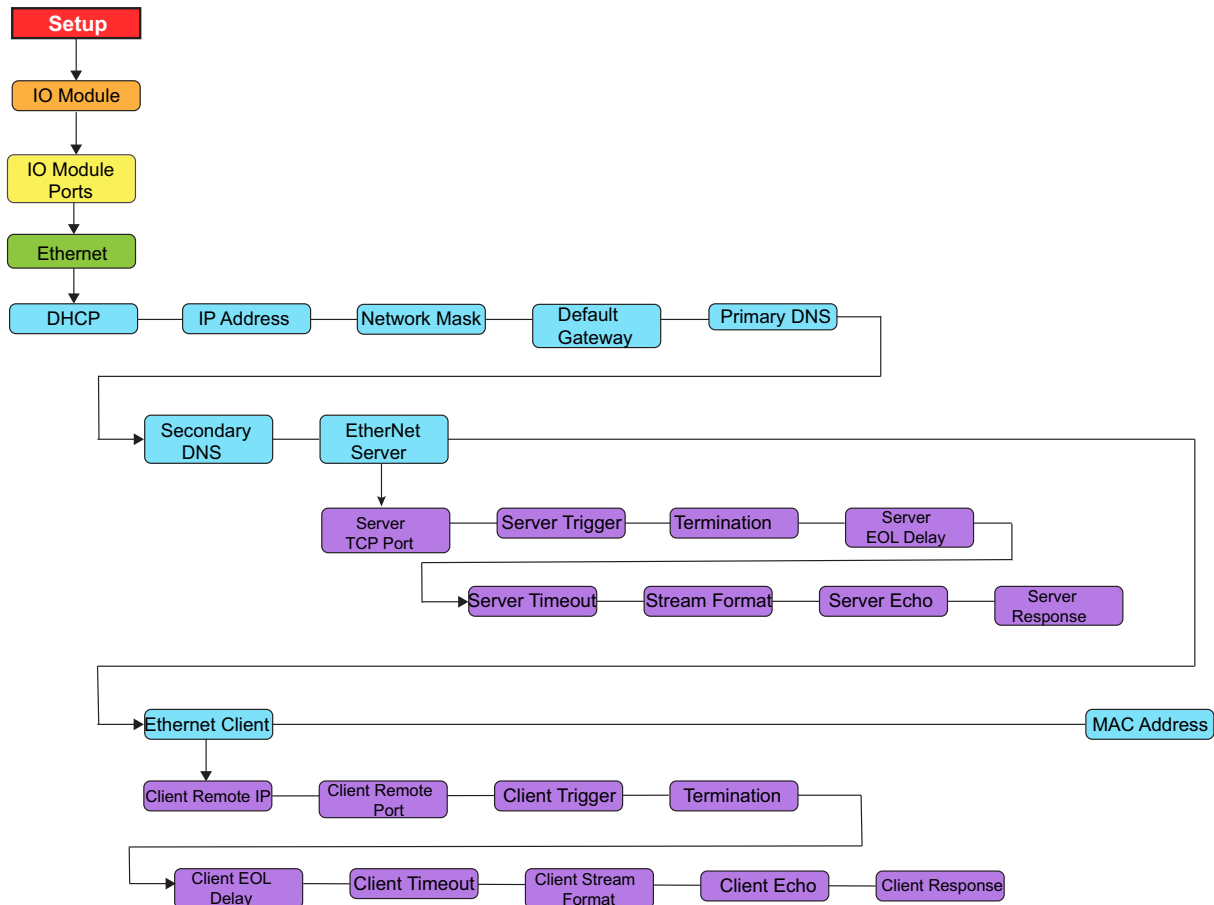 Setup
IO Module
IO Module
Ports
Ethernet
DHCP
IP Address
Network Mask
Default
Gateway
Primary DNS
Secondary
DNS
EtherNet
Server
Server
TCP Port
Server Trigger
Termination
Server
EOL Delay
Server Timeout
Stream Format
Server Echo
Server
Response
Ethernet Client
MAC Address
Client Remote IP
Client Remote
Port
Client Trigger
Termination
Client EOL
Delay
Client Timeout
Client Stream
Format
Client Echo
Client Response